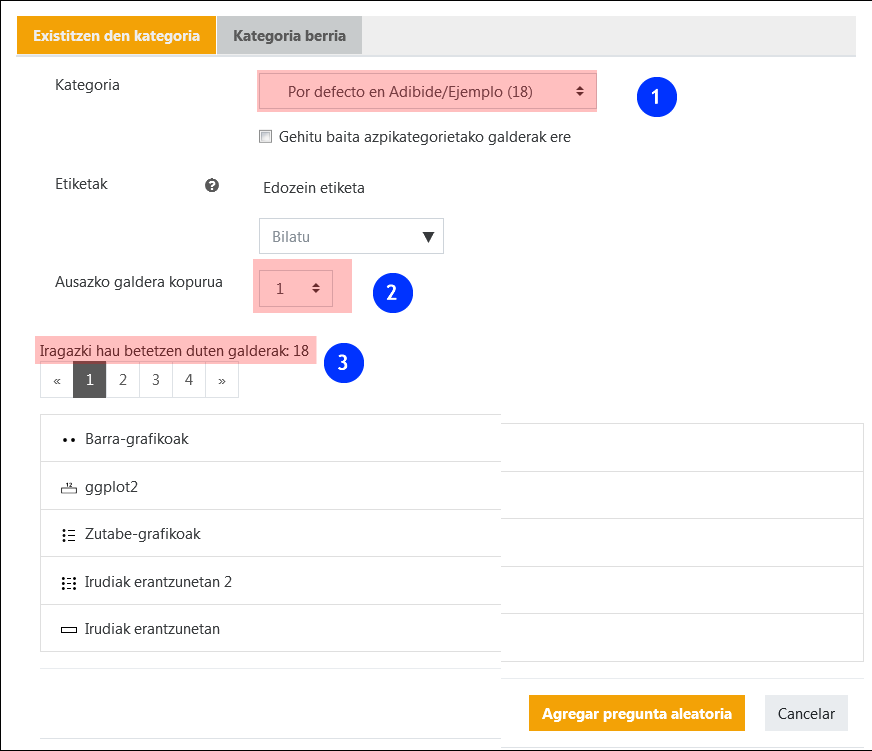 Existitzen den kategoria Kategoria berria
Kategoria Por defecto en Adibide/Ejemplo (18) 1
Gehitu baita azpikategorietako galderak ere
Etiketak ? Edozein etiketa
Bilatu
Ausazko galdera kopurua 1 2
Iragazki hau betetzen duten galderak: 18 3
« 1 2 3 4 »
Barra-grafikoak
12 ggplot2
Zutabe-grafikoak
Irudiak erantzunetan 2
Irudiak erantzunetan
Agregar pregunta aleatoria Cancelar